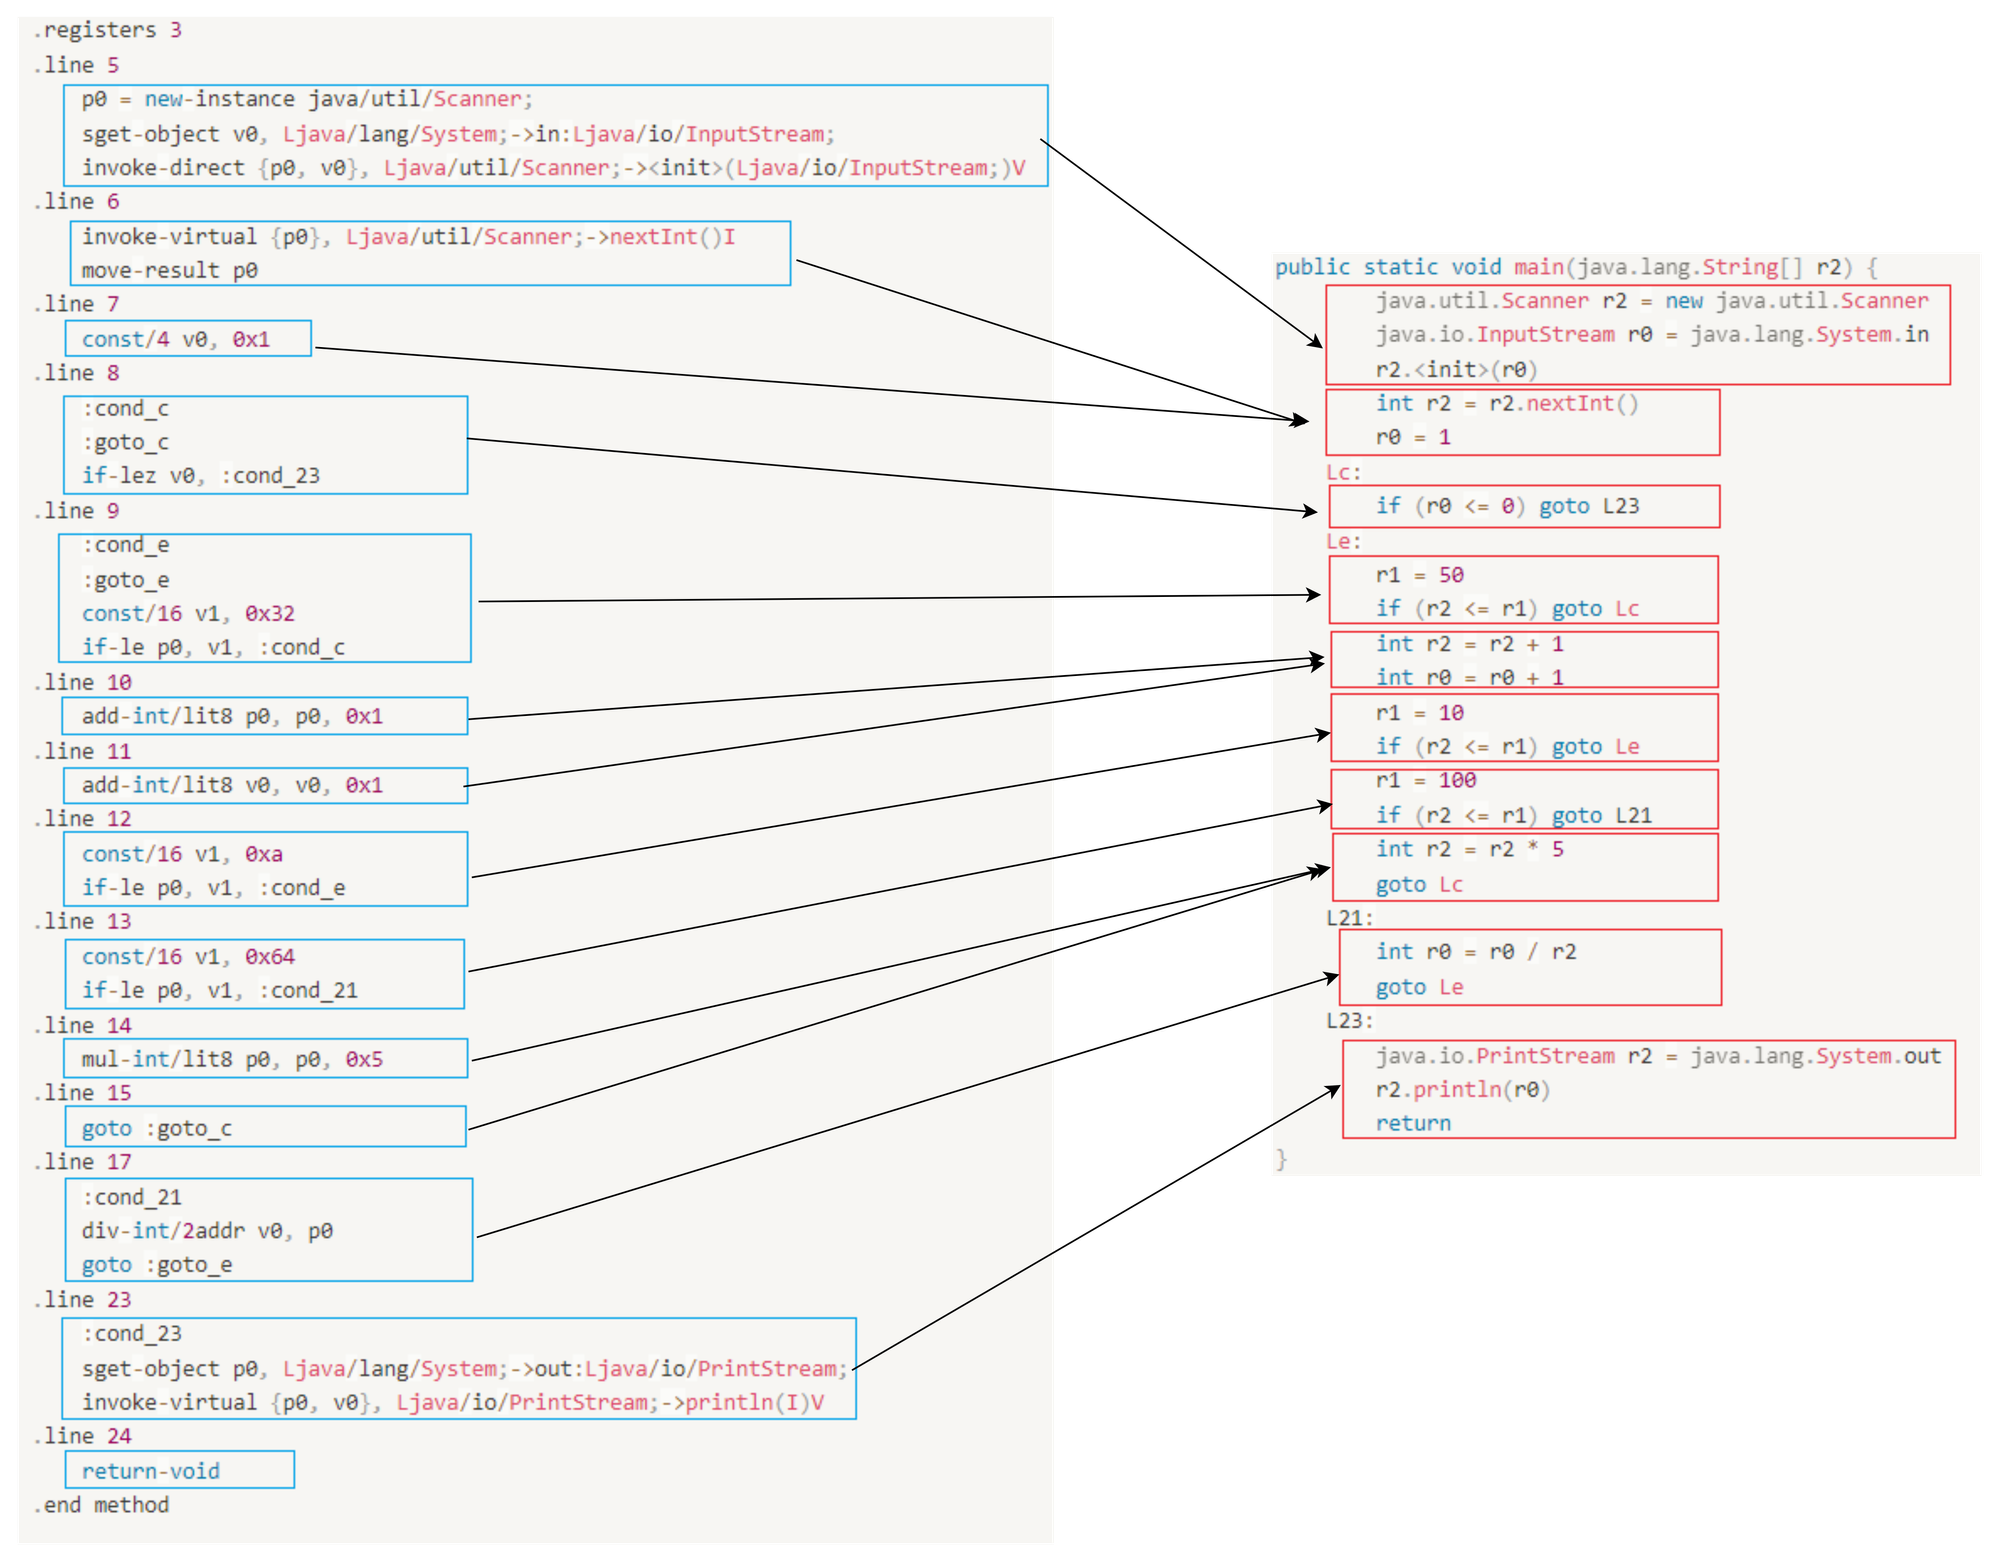 .registers 3
.line 5
p0 = new-instance java/util/Scanner;
sget-object v0, Ljava/lang/System;->in:Ljava/io/InputStream;
invoke-direct {p0, v0}, Ljava/util/Scanner;-><init>(Ljava/io/InputStream;)V
.line 6
invoke-virtual {p0}, Ljava/util/Scanner;->nextInt()I
move-result p0
.line 7
const/4 v0, 0x1
.line 8
:cond_c
:goto_c
if-lez v0, :cond_23
.line 9
:cond_e
:goto_e
const/16 v1, 0x32
if-le p0, v1, :cond_c
.line 10
add-int/lit8 p0, p0, 0x1
.line 11
add-int/lit8 v0, v0, 0x1
.line 12
const/16 v1, 0xa
if-le p0, v1, :cond_e
.line 13
const/16 v1, 0x64
if-le p0, v1, :cond_21
.line 14
mul-int/lit8 p0, p0, 0x5
.line 15
goto :goto_c
.line 17
:cond_21
div-int/2addr v0, p0
goto :goto_e
.line 23
:cond_23
sget-object p0, Ljava/lang/System;->out:Ljava/io/PrintStream;
invoke-virtual {p0, v0}, Ljava/io/PrintStream;->println(I)V
.line 24
return-void
.end method
public static void main(java.lang.String[] r2) {
java.util.Scanner r2 = new java.util.Scanner
java.io.InputStream r0 = java.lang.System.in
r2.<init>(r0)
int r2 = r2.nextInt()
r0 = 1
Lc:
if (r0 <= 0) goto L23
Le:
r1 = 50
if (r2 <= r1) goto Lc
int r2 = r2 + 1
int r0 = r0 + 1
r1 = 10
if (r2 <= r1) goto Le
r1 = 100
if (r2 <= r1) goto L21
int r2 = r2 * 5
goto Lc
L21:
int r0 = r0 / r2
goto Le
L23:
java.io.PrintStream r2 = java.lang.System.out
r2.println(r0)
return
}